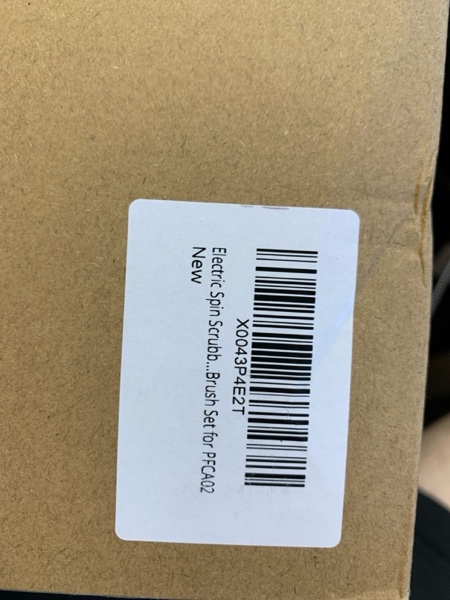 X0043P4E2T
Electric Spin Scrubb...Brush Set for PFCA02
New